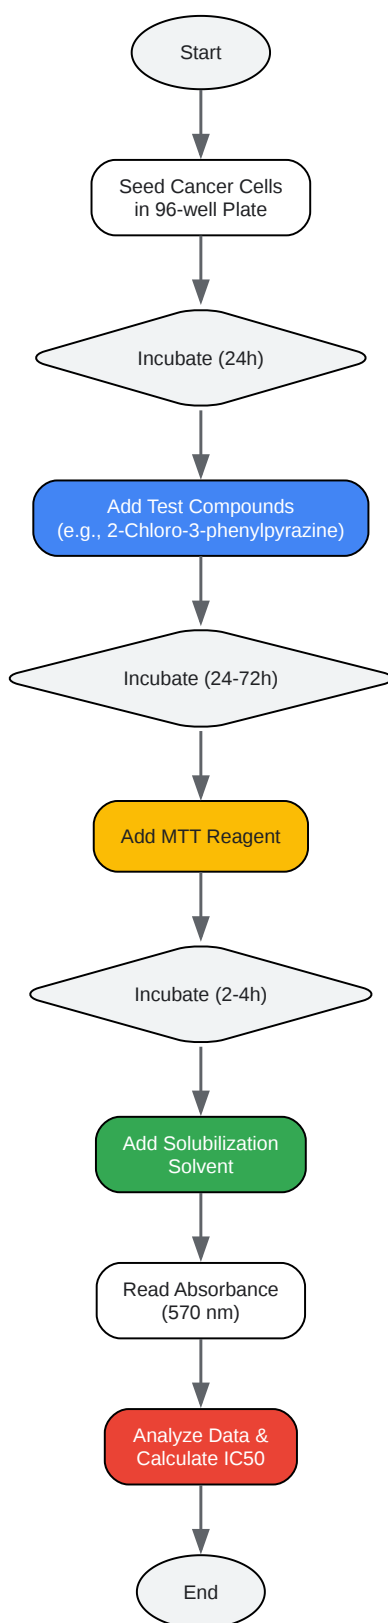 Start
Seed Cancer Cells
in 96-well Plate
Incubate (24h)
Add Test Compounds
(e.g., 2-Chloro-3-phenylpyrazine)
Incubate (24-72h)
Add MTT Reagent
Incubate (2-4h)
Add Solubilization
Solvent
Read Absorbance
(570 nm)
Analyze Data &
Calculate IC50
End